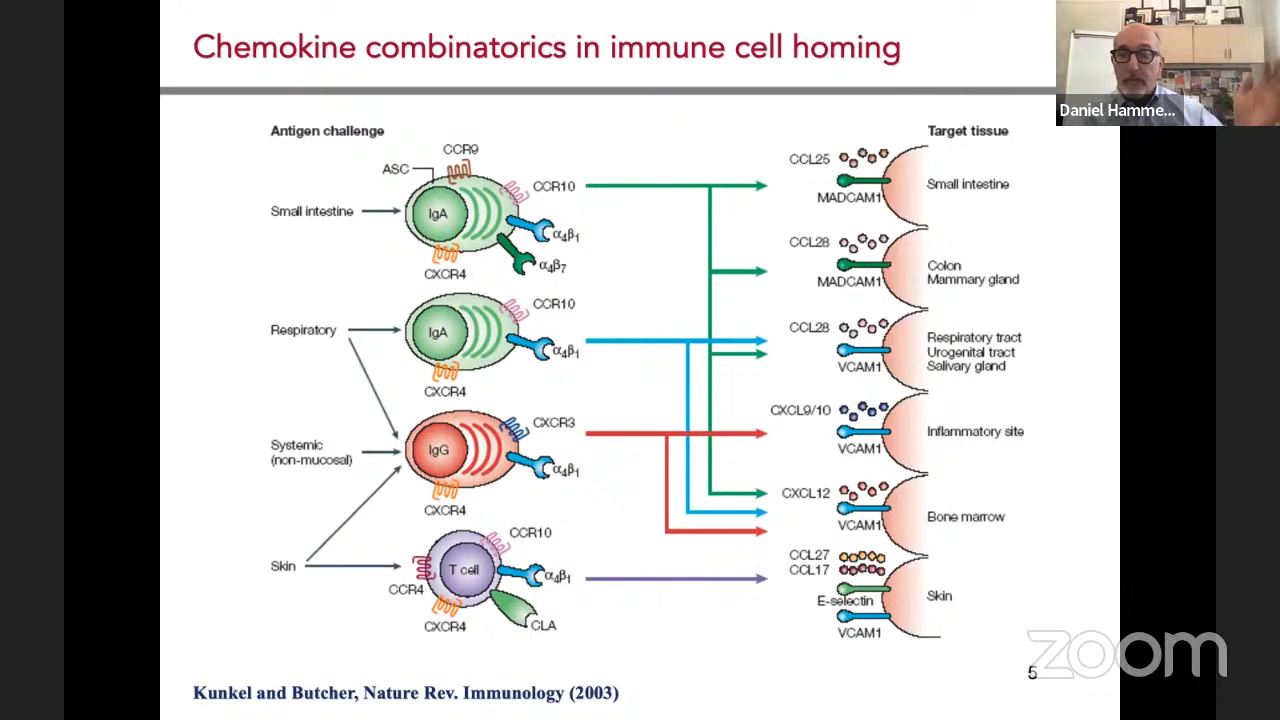 Chemokine combinatorics in immune cell homing
Daniel Hamme...
Antigen challenge
Target tissue
CCR9
ASC
CCR10
IgA
α4β1
α4β7
CXCR4
Small intestine
CCL25
MADCAM1
Small intestine
CCL28
MADCAM1
Colon
Mammary gland
Respiratory
CCR10
IgA
α4β1
CXCR4
CCL28
VCAM1
Respiratory tract
Urogenital tract
Salivary gland
Systemic
(non-mucosal)
CXCR3
IgG
α4β1
CXCR4
CXCL9/10
VCAM1
Inflammatory site
CXCL12
VCAM1
Bone marrow
Skin
CCR10
T cell
α4β1
CCR4
CXCR4
CLA
CCL27
CCL17
E-selectin
VCAM1
Skin
zoom
5
Kunkel and Butcher, Nature Rev. Immunology (2003)